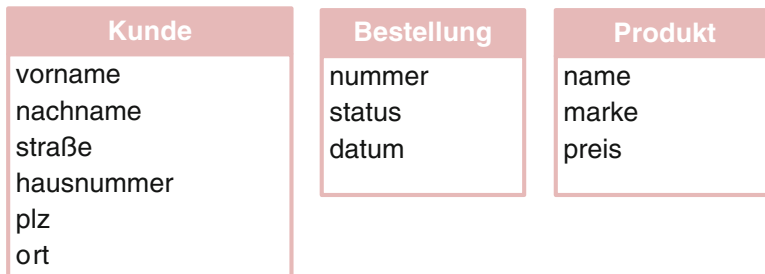 Kunde
vorname
nachname
straße
hausnummer
plz
ort
Bestellung
nummer
status
datum
Produkt
name
marke
preis